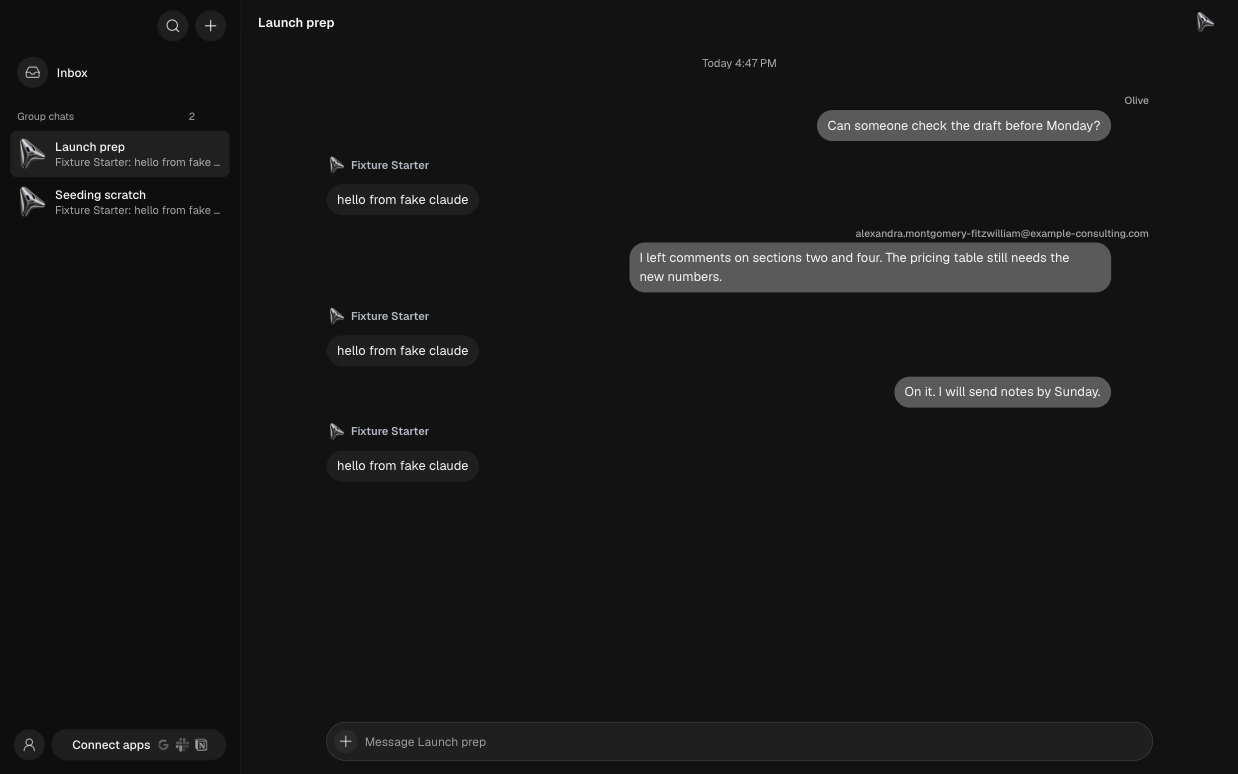 Launch prep
Inbox
Group chats 2
Launch prep
Fixture Starter: hello from fake ...
Seeding scratch
Fixture Starter: hello from fake ...
Connect apps
Today 4:47 PM
Olive
Can someone check the draft before Monday?
Fixture Starter
hello from fake claude
alexandra.montgomery-fitzwilliam@example-consulting.com
I left comments on sections two and four. The pricing table still needs the
new numbers.
Fixture Starter
hello from fake claude
On it. I will send notes by Sunday.
Fixture Starter
hello from fake claude
Message Launch prep